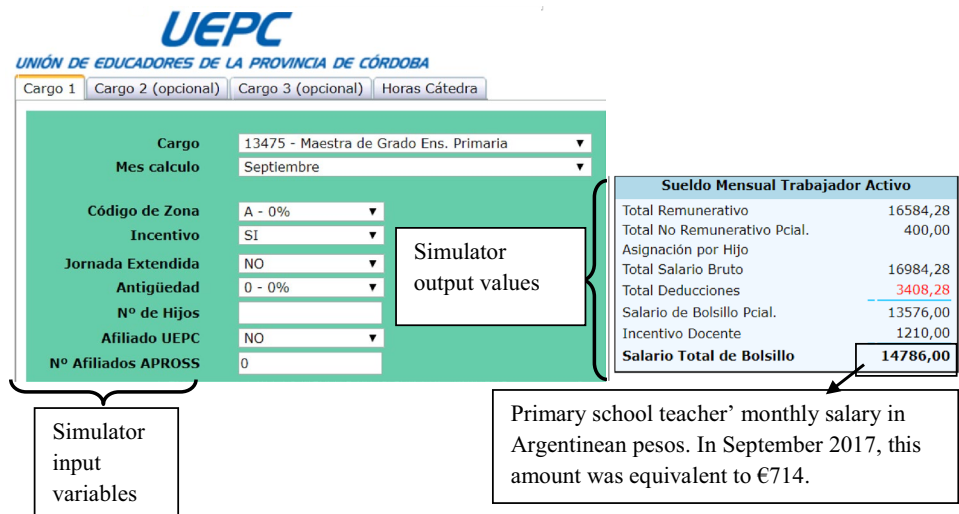 UEPC
UNIÓN DE EDUCADORES DE LA PROVINCIA DE CÓRDOBA
Cargo 1 Cargo 2 (opcional) Cargo 3 (opcional) Horas Cátedra
Cargo 13475 - Maestra de Grado Ens. Primaria
Mes calculo Septiembre
Código de Zona A - 0%
Incentivo SI
Jornada Extendida NO
Antigüedad 0 - 0%
Nº de Hijos
Afiliado UEPC NO
Nº Afiliados APROSS 0
Simulator
input
variables
Simulator
output values
Sueldo Mensual Trabajador Activo
Total Remunerativo 16584,28
Total No Remunerativo Pcial. 400,00
Asignación por Hijo
Total Salario Bruto 16984,28
Total Deducciones 3408,28
Salario de Bolsillo Pcial. 13576,00
Incentivo Docente 1210,00
Salario Total de Bolsillo 14786,00
Primary school teacher’ monthly salary in
Argentinean pesos. In September 2017, this
amount was equivalent to €714.